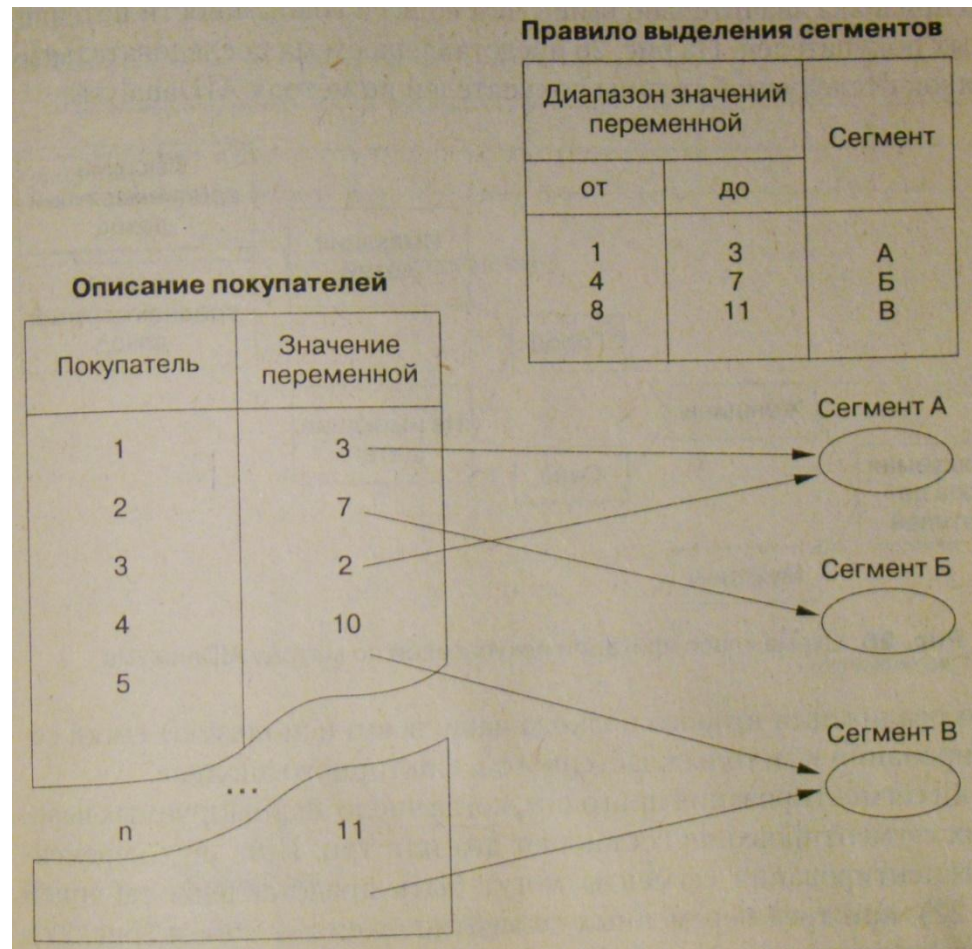 Правило выделения сегментов
Диапазон значений
переменной
Сегмент
от до
1 3 А
4 7 Б
8 11 В
Описание покупателей
Покупатель
Значение
переменной
1 3
2 7
3 2
4 10
5
...
n 11
Сегмент А
Сегмент Б
Сегмент В